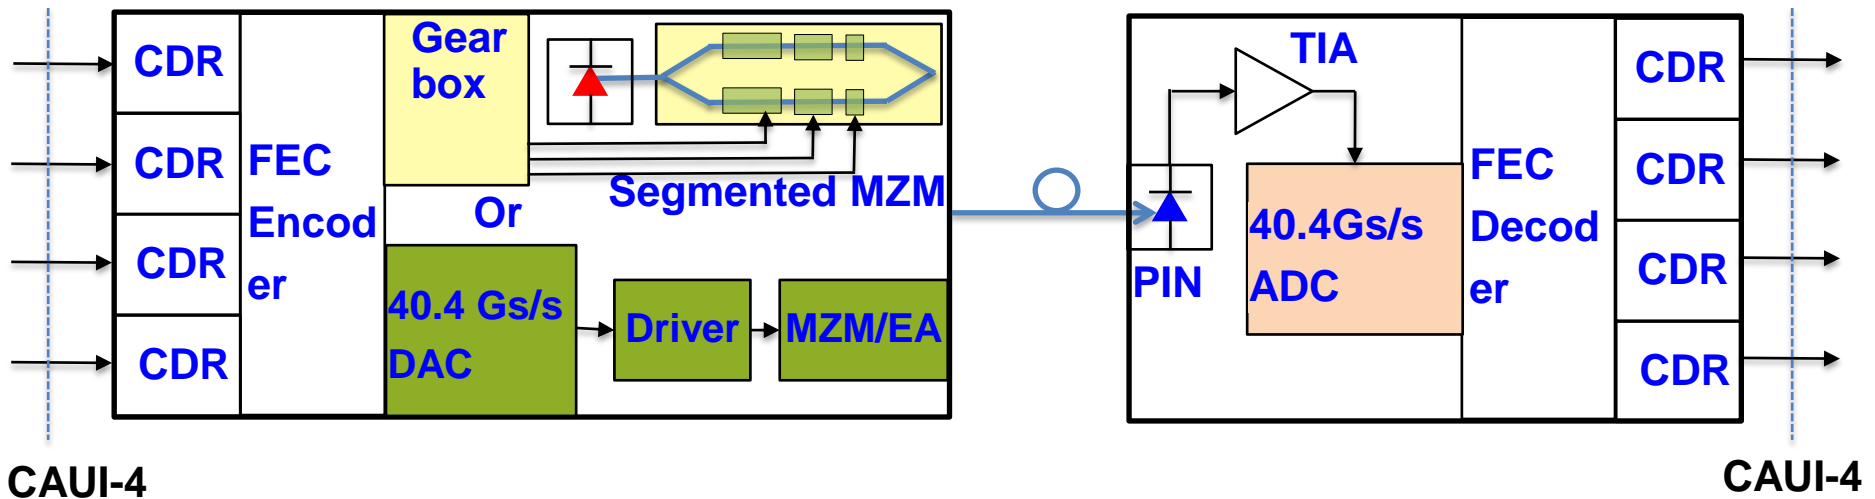 CDR
CDR
CDR
CDR
FEC
Encod
er
Gear
box
Segmented MZM
Or
40.4 Gs/s
DAC
Driver
MZM/EA
CAUI-4
PIN
TIA
40.4Gs/s
ADC
FEC
Decod
er
CDR
CDR
CDR
CDR
CAUI-4